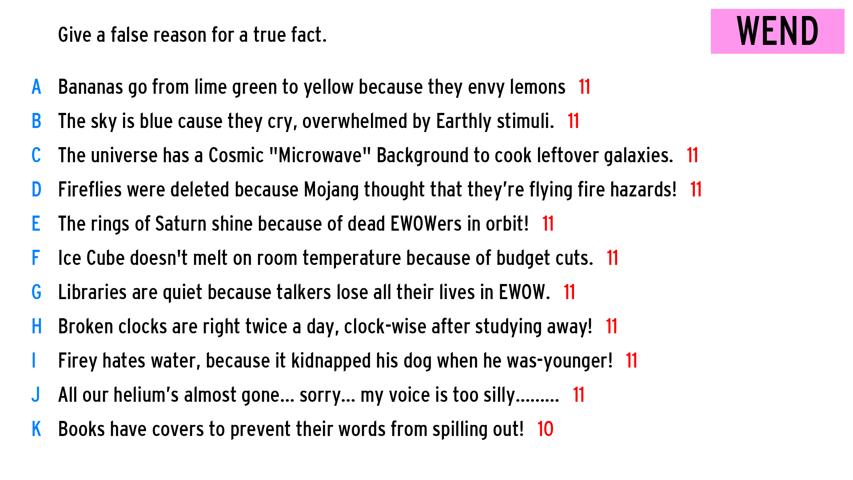 Give a false reason for a true fact.
WEND
A Bananas go from lime green to yellow because they envy lemons 11
B The sky is blue cause they cry, overwhelmed by Earthly stimuli. 11
C The universe has a Cosmic "Microwave" Background to cook leftover galaxies. 11
D Fireflies were deleted because Mojang thought that they're flying fire hazards! 11
E The rings of Saturn shine because of dead EWOWers in orbit! 11
F Ice Cube doesn't melt on room temperature because of budget cuts. 11
G Libraries are quiet because talkers lose all their lives in EWOW. 11
H Broken clocks are right twice a day, clock-wise after studying away! 11
I Firey hates water, because it kidnapped his dog when he was-younger! 11
J All our helium's almost gone... sorry... my voice is too silly......... 11
K Books have covers to prevent their words from spilling out! 10